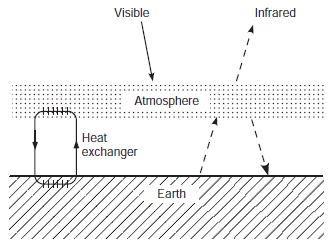 Visible
Infrared
Atmosphere
Heat
exchanger
Earth